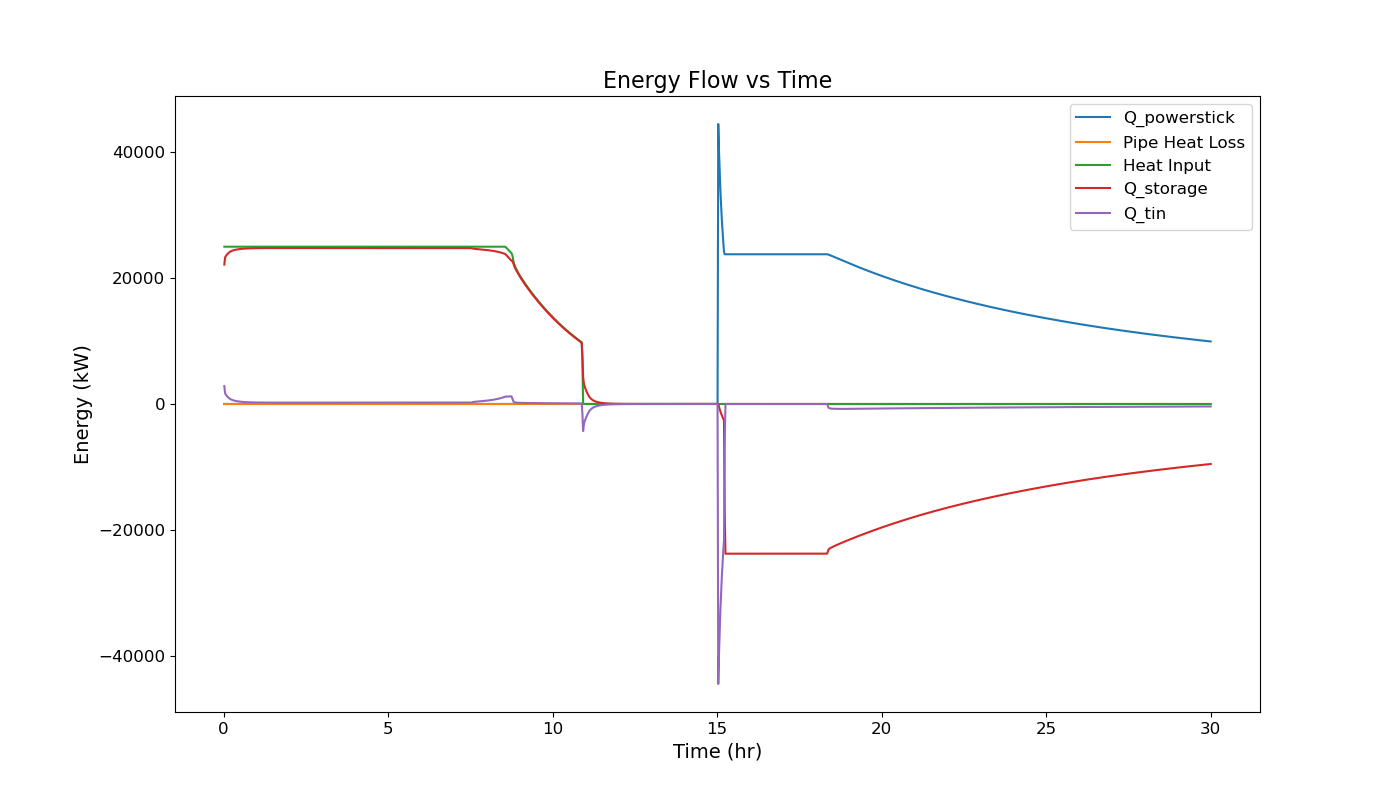 Energy Flow vs Time
Q_powerstick
Pipe Heat Loss
Heat Input
Q_storage
Q_tin
40000
20000
0
−20000
−40000
Energy (kW)
0 5 10 15 20 25 30
Time (hr)